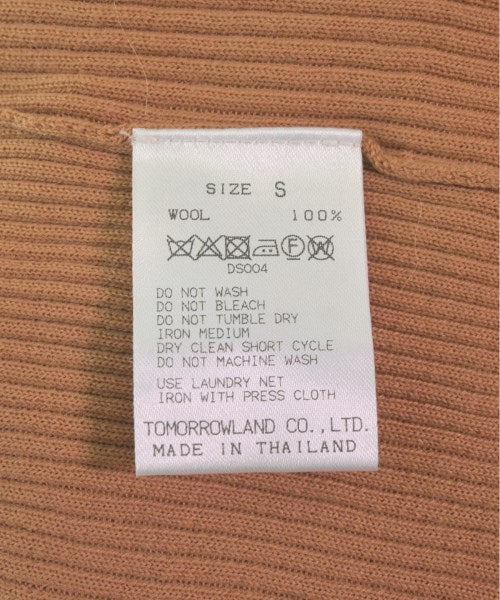 SIZE S
WOOL 100%
F W
DS004
DO NOT WASH
DO NOT BLEACH
DO NOT TUMBLE DRY
IRON MEDIUM
DRY CLEAN SHORT CYCLE
DO NOT MACHINE WASH
USE LAUNDRY NET
IRON WITH PRESS CLOTH
TOMORROWLAND CO.,LTD.
MADE IN THAILAND